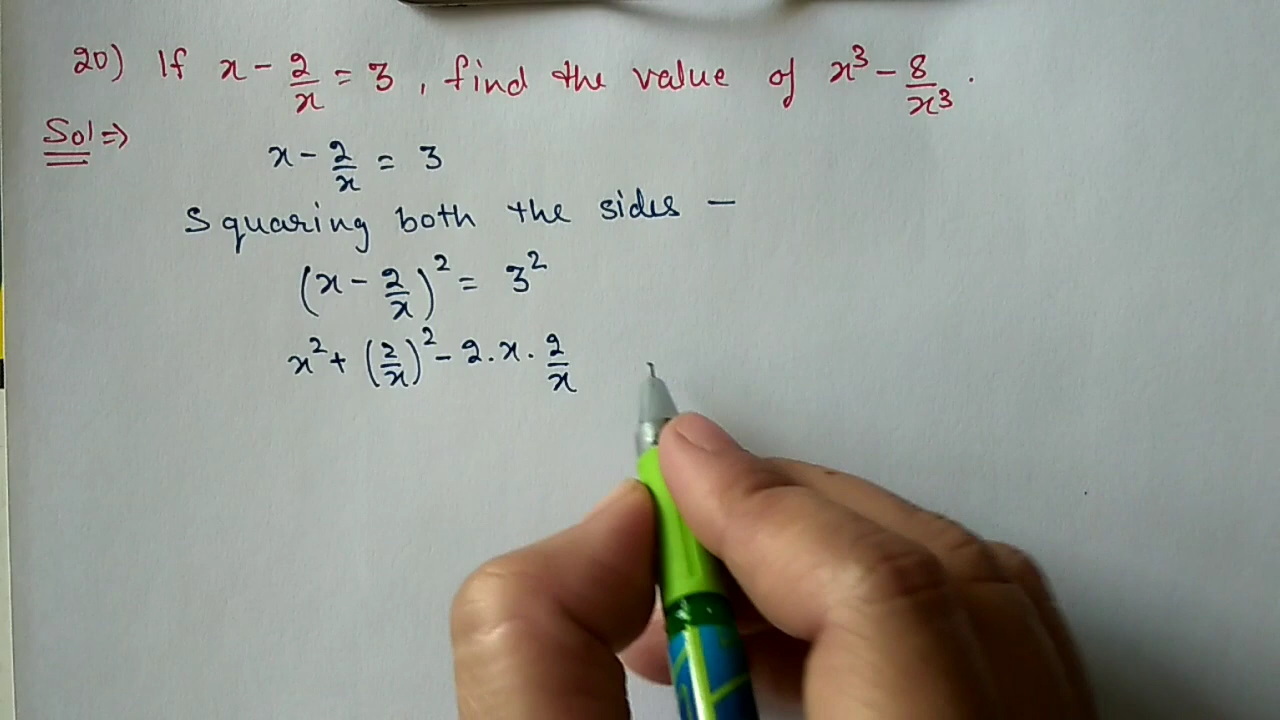 20) If x - 2/x = 3, find the value of x³ - 8/x³.
Sol ⇒
x - 2/x = 3
Squaring both the sides —
(x - 2/x)² = 3²
x² + (2/x)² - 2.x. 2/x